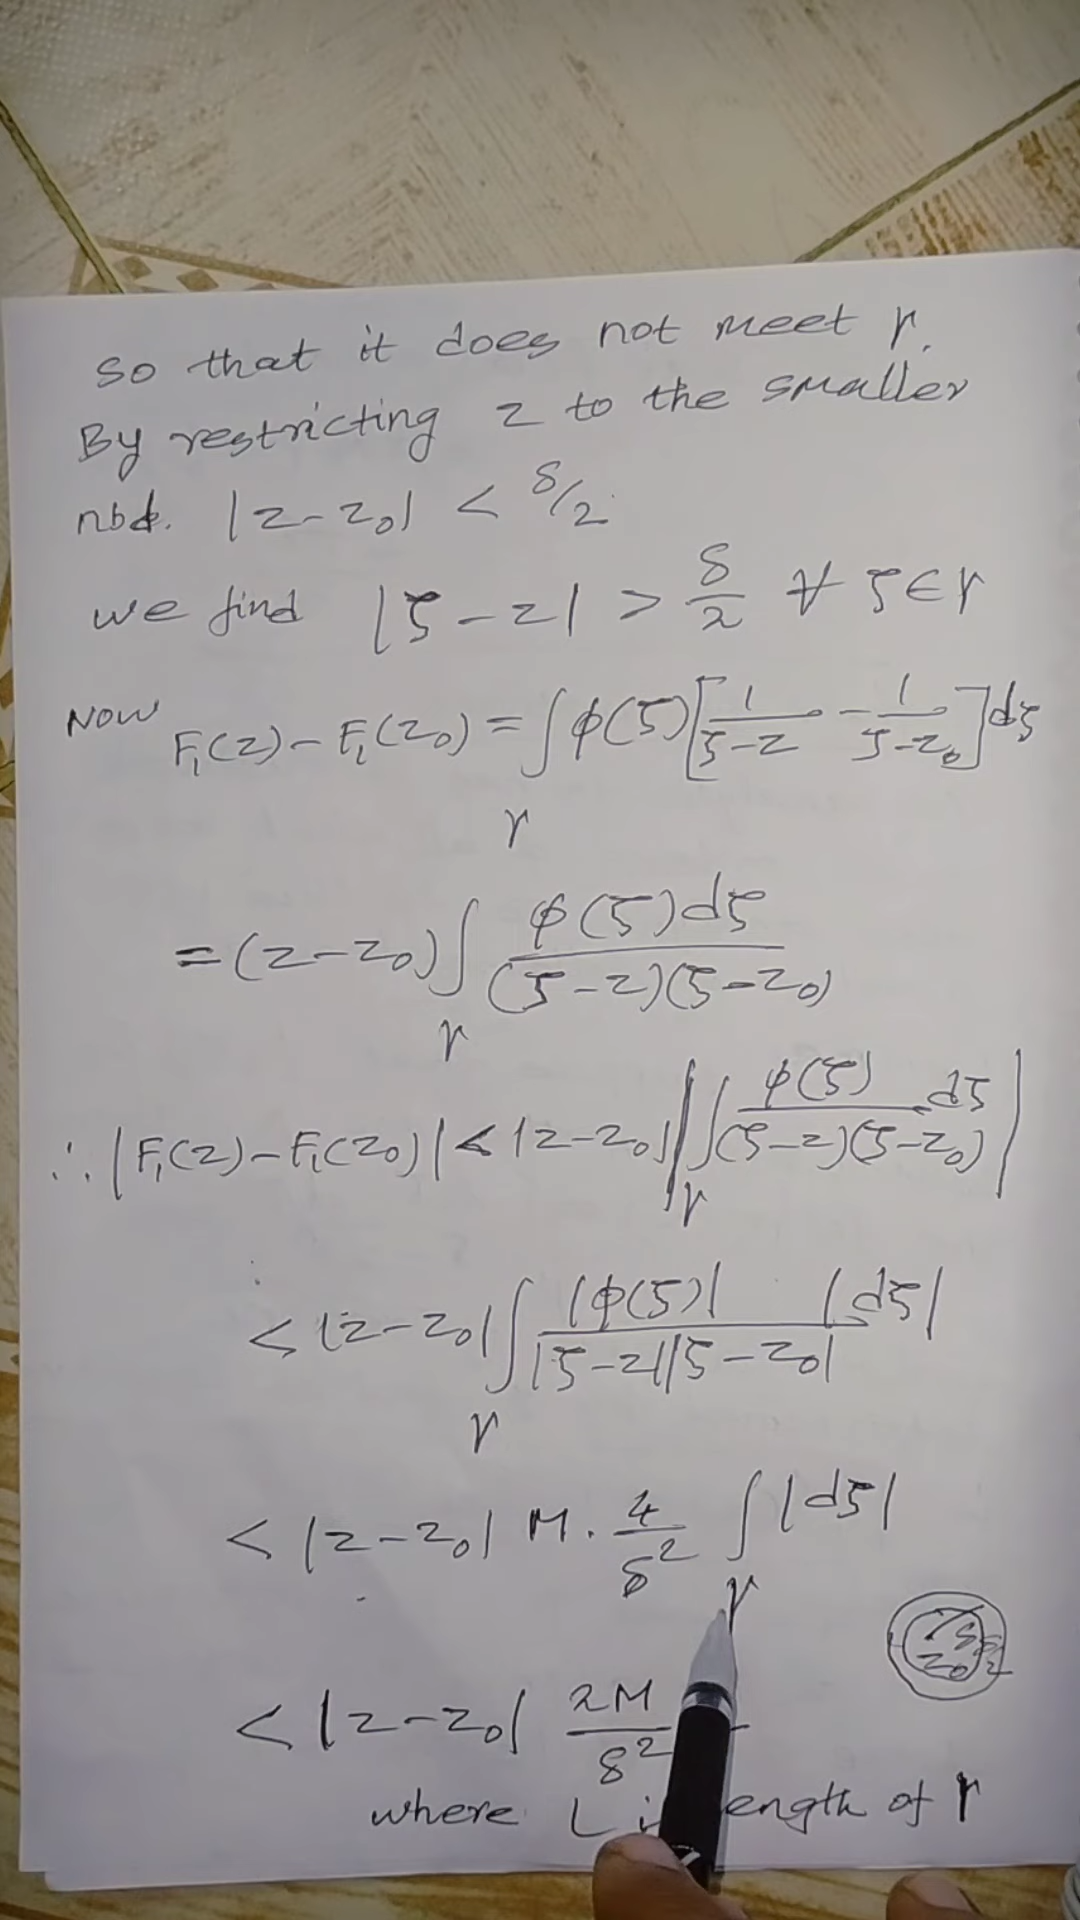 so that it does not meet γ.
By restricting z to the smaller
nbd. |z-z₀| < δ/2
we find |ζ-z| > δ/2 ∀ ζ∈γ
Now F₁(z)-F₁(z₀) = ∫γ φ(ζ)[1/(ζ-z) - 1/(ζ-z₀)]dζ
= (z-z₀)∫γ φ(ζ)dζ/((ζ-z)(ζ-z₀))
∴ |F₁(z)-F₁(z₀)| < |z-z₀| |∫γ φ(ζ) dζ/((ζ-z)(ζ-z₀))|
< |z-z₀| ∫γ |φ(ζ)| |dζ|/(|ζ-z||ζ-z₀|)
< |z-z₀| M. 4/δ² ∫γ |dζ|
< |z-z₀| 2M/δ²
where L ength of γ